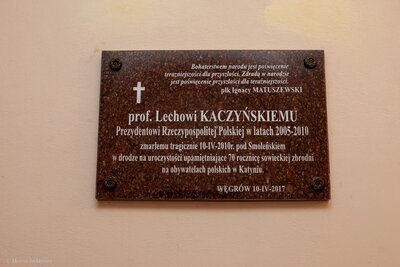 Bohaterstwem narodu jest poświęcenie
teraźniejszości dla przyszłości. Zdradą w narodzie
jest poświęcenie przyszłości dla teraźniejszości.
płk Ignacy MATUSZEWSKI
prof. Lechowi KACZYŃSKIEMU
Prezydentowi Rzeczypospolitej Polskiej w latach 2005-2010
zmarłemu tragicznie 10-IV-2010r. pod Smoleńskiem
w drodze na uroczystości upamiętniające 70 rocznicę sowieckiej zbrodni
na obywatelach polskich w Katyniu.
WĘGRÓW 10-IV-2017